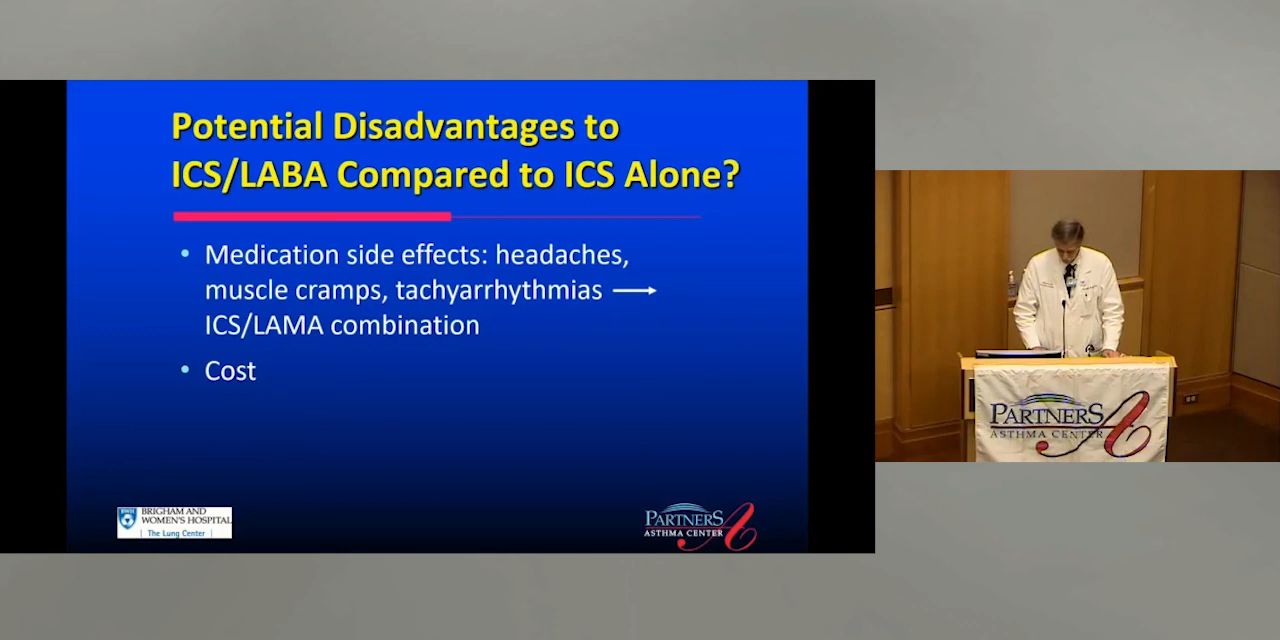 Potential Disadvantages to
ICS/LABA Compared to ICS Alone?
• Medication side effects: headaches,
muscle cramps, tachyarrhythmias ⟶
ICS/LAMA combination
• Cost
BWH
BRIGHAM AND
WOMEN'S HOSPITAL
| The Lung Center |
PARTNERS
ASTHMA CENTER
PARTNERS
ASTHMA CENTER